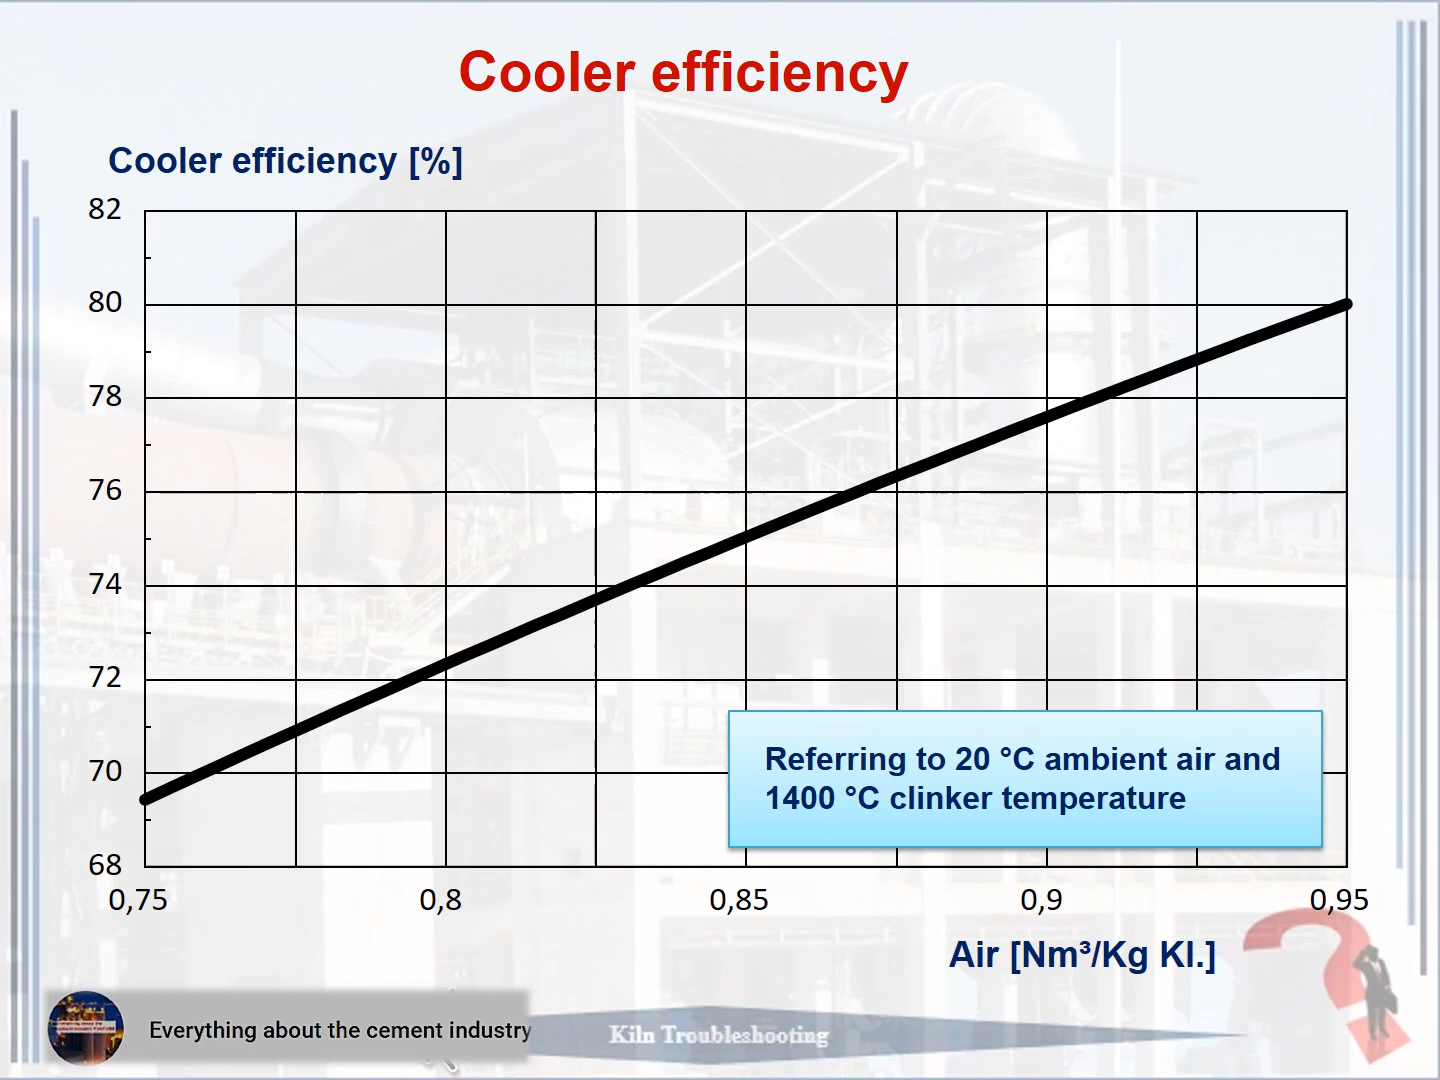 Cooler efficiency
Cooler efficiency [%]
82
80
78
76
74
72
70
68
Referring to 20 °C ambient air and
1400 °C clinker temperature
0,75 0,8 0,85 0,9 0,95
Air [Nm³/Kg Kl.]
Everything about the cement industry
Kiln Troubleshooting